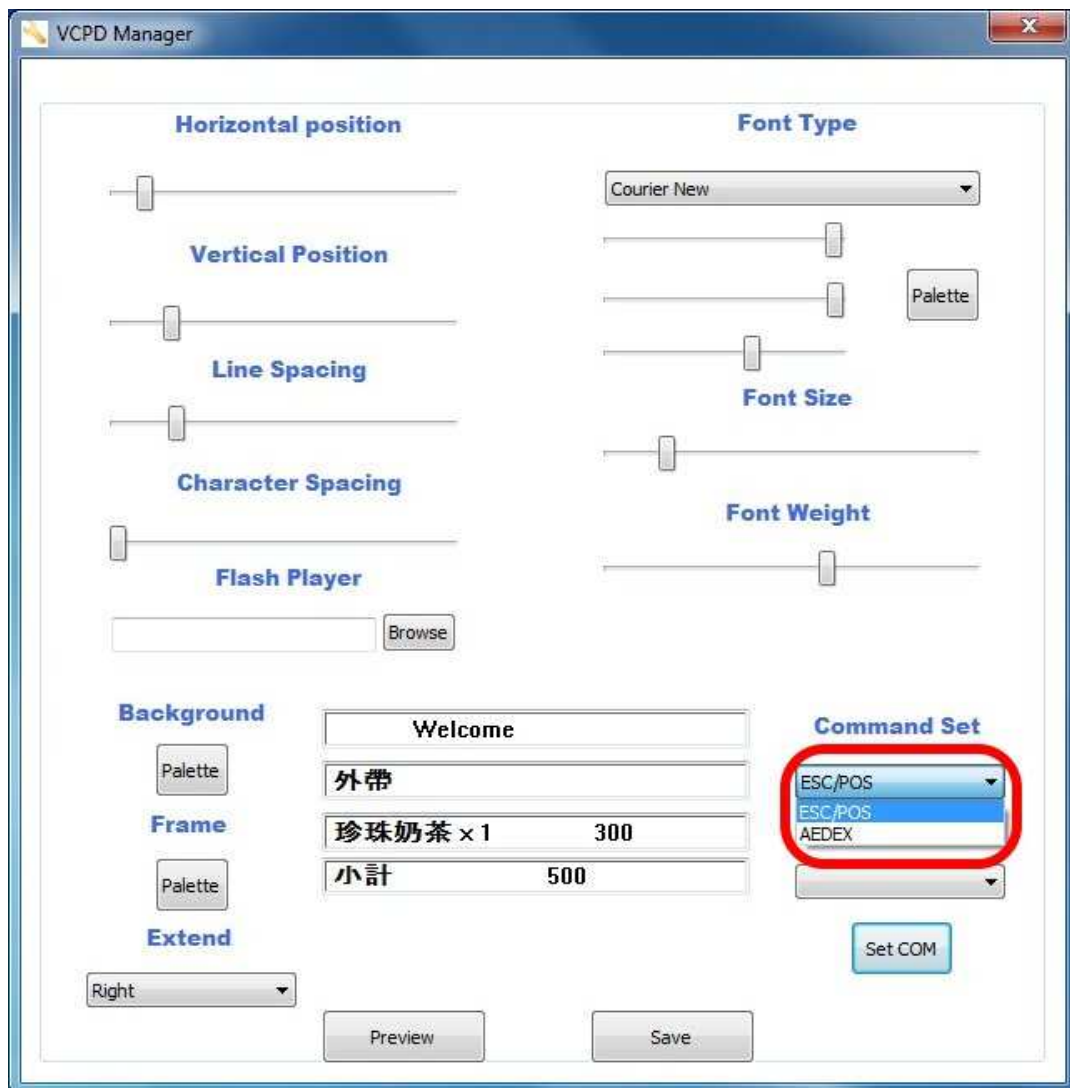 VCPD Manager
Horizontal position
Vertical Position
Line Spacing
Character Spacing
Flash Player
Browse
Font Type
Courier New
Palette
Font Size
Font Weight
Background
Palette
Frame
Palette
Extend
Right
Welcome
外帶
珍珠奶茶 x 1 300
小計 500
Command Set
ESC/POS
ESC/POS
AEDEX
Set COM
Preview
Save